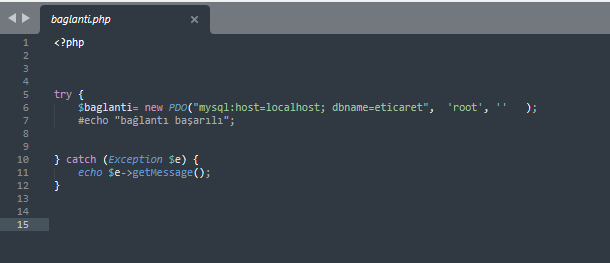 baglanti.php ×
1 <?php
2
3
4
5 try {
6 $baglanti= new PDO("mysql:host=localhost; dbname=eticaret", 'root', '' );
7 #echo "bağlantı başarılı";
8
9
10 } catch (Exception $e) {
11 echo $e->getMessage();
12 }
13
14
15